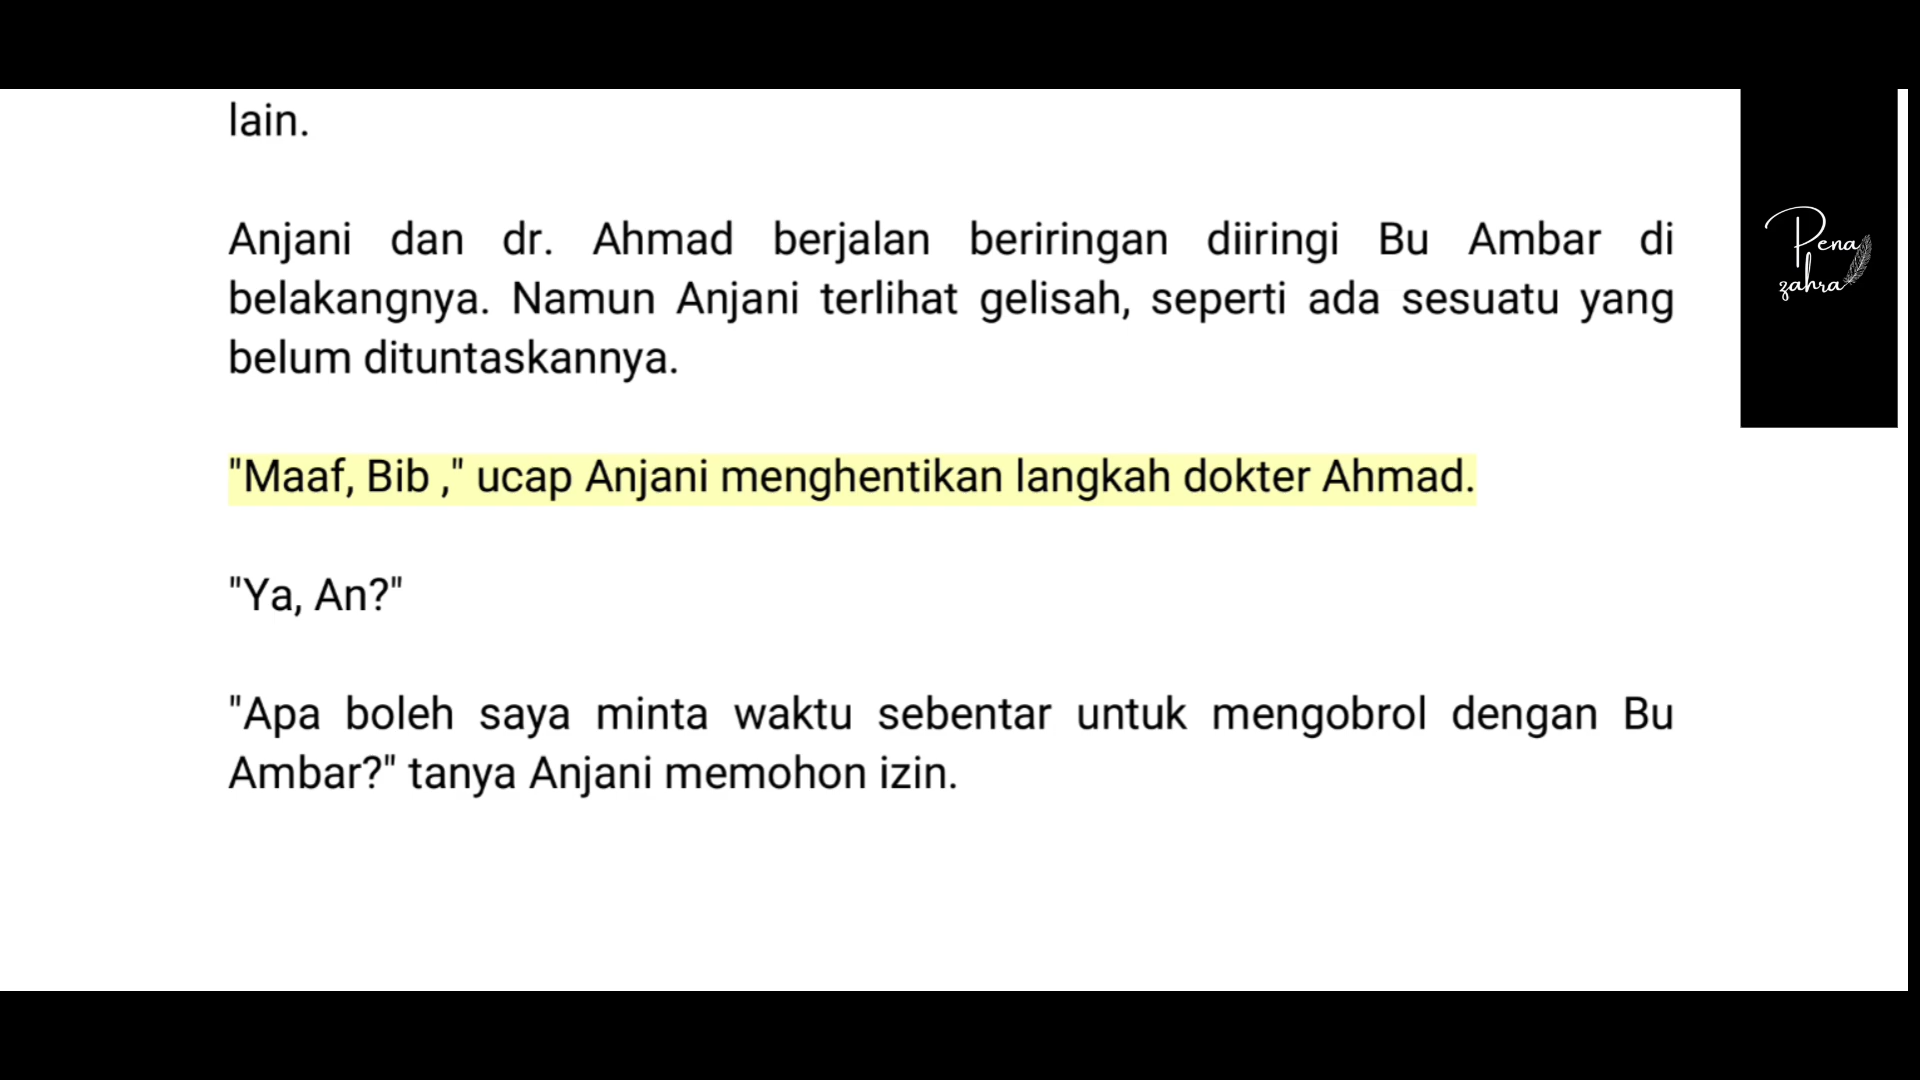 lain.
Anjani dan dr. Ahmad berjalan beriringan diiringi Bu Ambar di
belakangnya. Namun Anjani terlihat gelisah, seperti ada sesuatu yang
belum dituntaskannya.
"Maaf, Bib ," ucap Anjani menghentikan langkah dokter Ahmad.
"Ya, An?"
"Apa boleh saya minta waktu sebentar untuk mengobrol dengan Bu
Ambar?" tanya Anjani memohon izin.
Pena
zahra